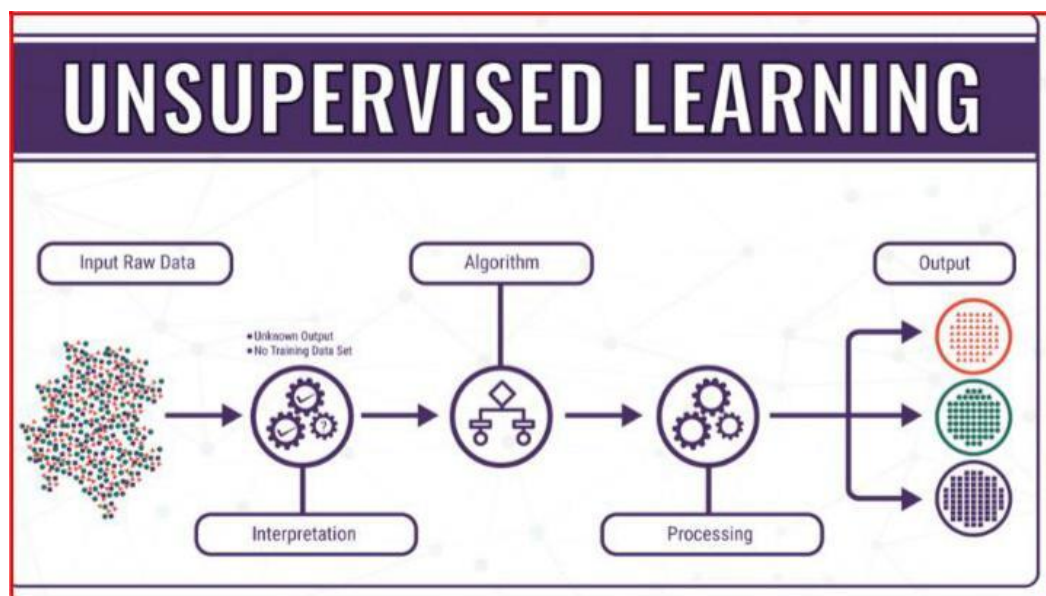 UNSUPERVISED LEARNING
Input Raw Data
Algorithm
Output
• Unknown Output
• No Training Data Set
?
Interpretation
Processing